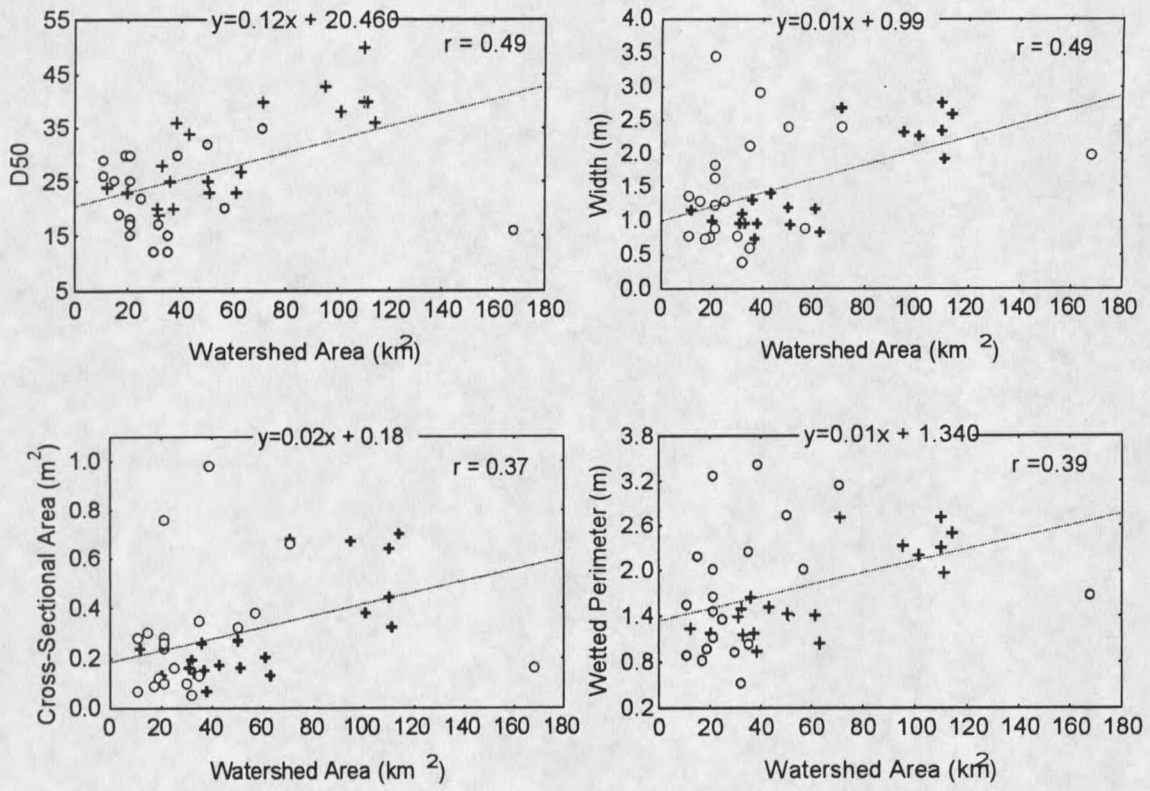 y=0.12x + 20.460
r = 0.49
55
45
35
25
15
5
D50
0 20 40 60 80 100 120 140 160 180
Watershed Area (km²)
y=0.01x + 0.99
r = 0.49
4.0
3.5
3.0
2.5
2.0
1.5
1.0
0.5
0.0
Width (m)
0 20 40 60 80 100 120 140 160 180
Watershed Area (km ²)
y=0.02x + 0.18
r = 0.37
1.0
0.8
0.6
0.4
0.2
0.0
Cross-Sectional Area (m²)
0 20 40 60 80 100 120 140 160 180
Watershed Area (km ²)
y=0.01x + 1.340
r =0.39
3.8
3.2
2.6
2.0
1.4
0.8
0.2
Wetted Perimeter (m)
0 20 40 60 80 100 120 140 160 180
Watershed Area (km²)